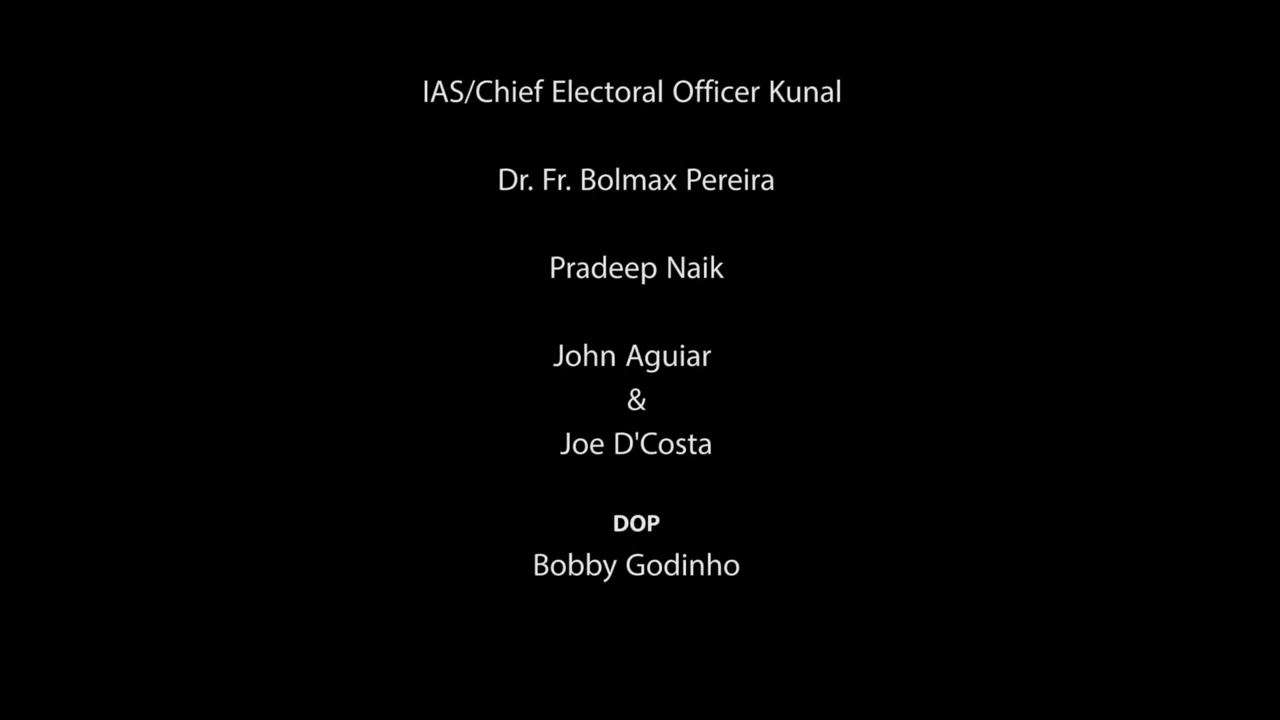 IAS/Chief Electoral Officer Kunal
Dr. Fr. Bolmax Pereira
Pradeep Naik
John Aguiar
&
Joe D'Costa
DOP
Bobby Godinho